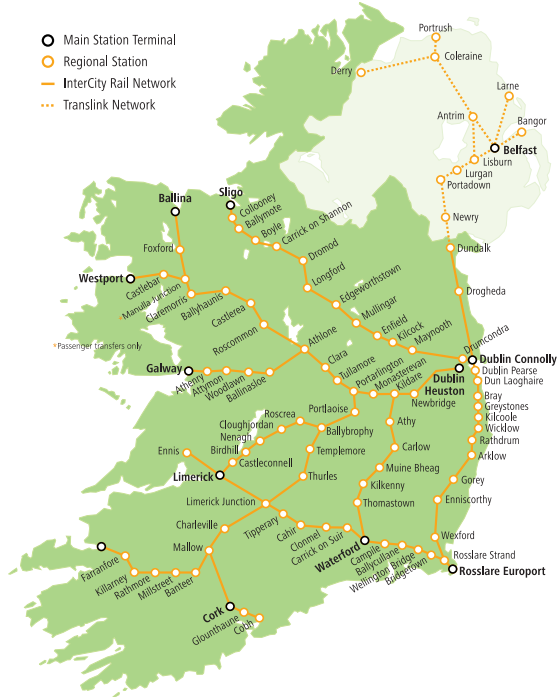 Main Station Terminal
Regional Station
InterCity Rail Network
Translink Network
Portrush
Coleraine
Derry
Larne
Antrim
Bangor
Belfast
Lisburn
Lurgan
Portadown
Newry
Dundalk
Drogheda
Sligo
Collooney
Ballymote
Boyle
Carrick on Shannon
Dromod
Longford
Edgeworthstown
Mullingar
Enfield
Kilcock
Maynooth
Drumcondra
Ballina
Foxford
Westport
Castlebar
*Manulla Junction
Claremorris
Ballyhaunis
Castlerea
Roscommon
*Passenger transfers only
Athlone
Galway
Athenry
Attymon
Woodlawn
Ballinasloe
Clara
Tullamore
Portarlington
Monasterevan
Kildare
Newbridge
Dublin Connolly
Dublin
Heuston
Dublin Pearse
Dun Laoghaire
Bray
Greystones
Kilcoole
Wicklow
Rathdrum
Arklow
Gorey
Enniscorthy
Wexford
Rosslare Strand
Rosslare Europort
Portlaoise
Roscrea
Cloughjordan
Nenagh
Birdhill
Castleconnell
Ballybrophy
Templemore
Thurles
Ennis
Limerick
Limerick Junction
Athy
Carlow
Muine Bheag
Kilkenny
Thomastown
Tipperary
Cahir
Clonmel
Carrick on Suir
Waterford
Campile
Ballycullane
Wellington Bridge
Budgetown
Charleville
Mallow
Farranfore
Killarney
Rathmore
Millstreet
Banteer
Cork
Glounthaune
Cobh